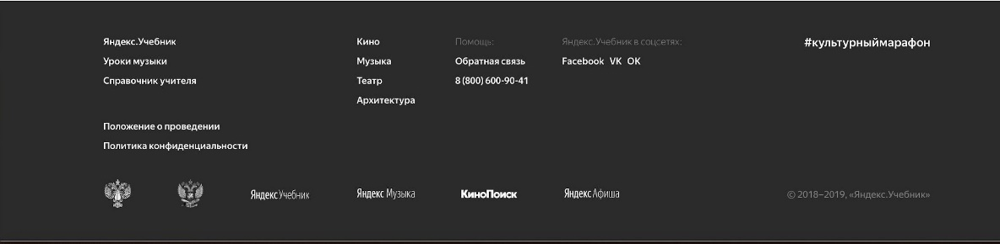 Яндекс.Учебник
Уроки музыки
Справочник учителя
Положение о проведении
Политика конфиденциальности
Кино
Музыка
Театр
Архитектура
Помощь:
Обратная связь
8 (800) 600-90-41
Яндекс.Учебник в соцсетях:
Facebook VK OK
#культурныймарафон
Яндекс Учебник
Яндекс Музыка
КиноПоиск
Яндекс Афиша
© 2018–2019, «Яндекс.Учебник»